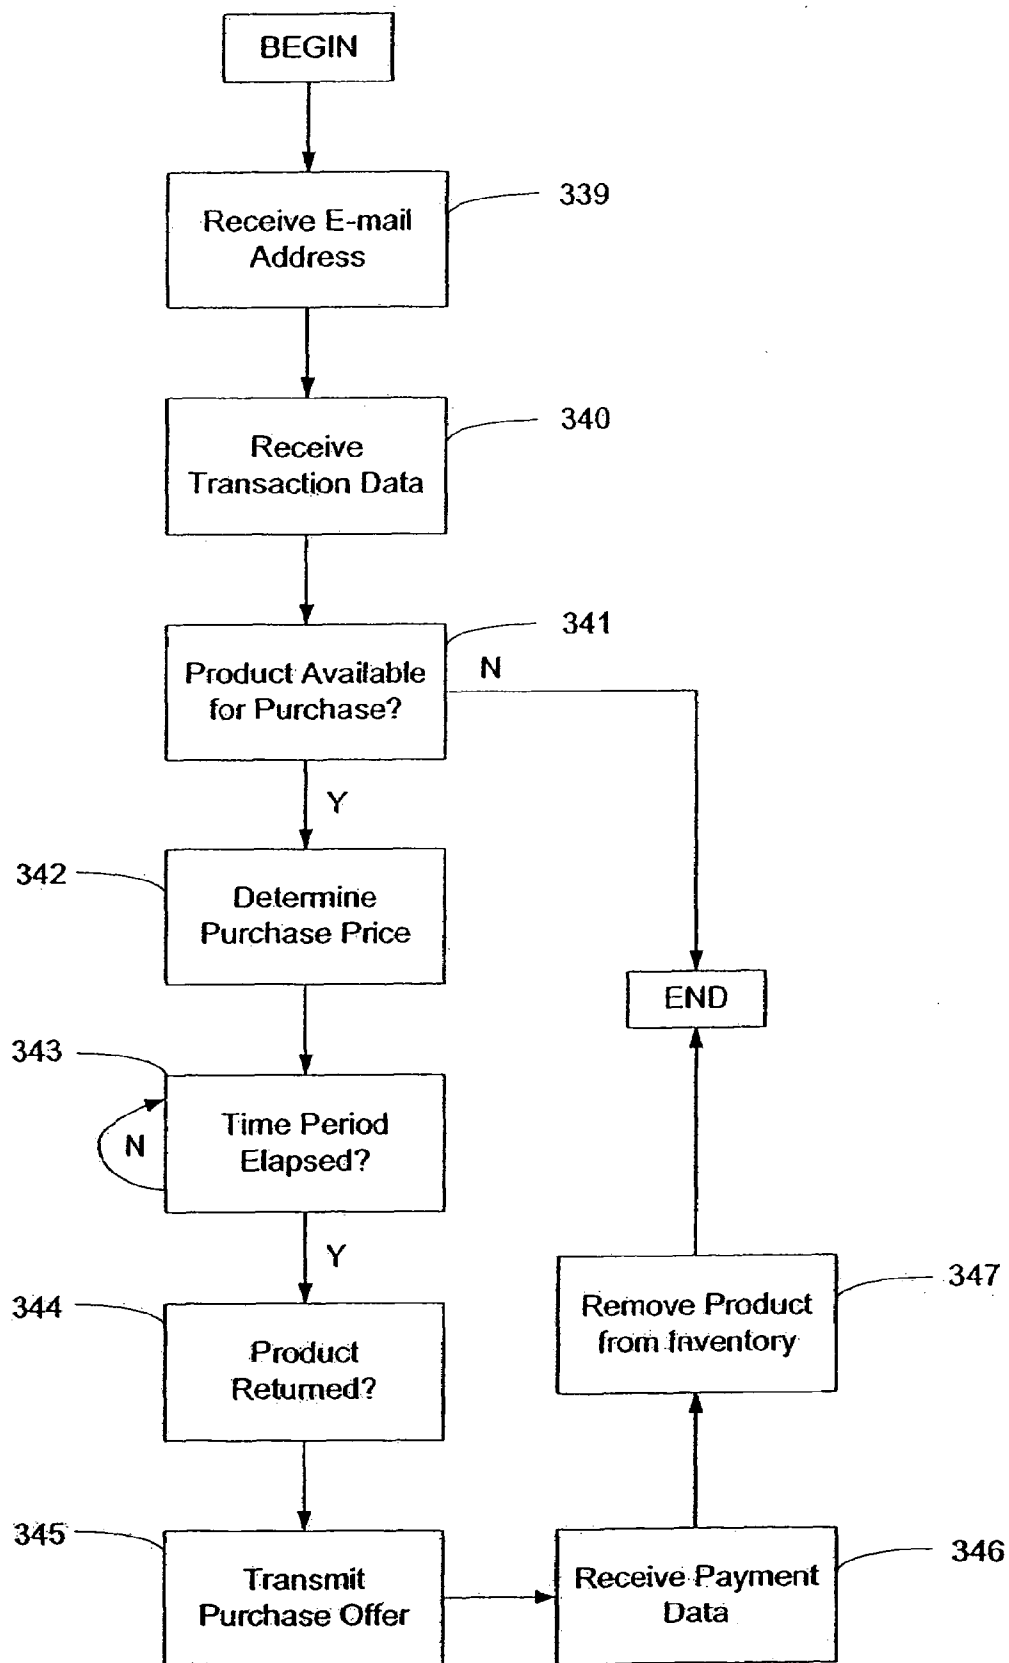 BEGIN
339
Receive E-mail
Address
340
Receive
Transaction Data
341
Product Available
for Purchase?
N
Y
342
Determine
Purchase Price
END
343
Time Period
Elapsed?
N
Y
344
Product
Returned?
347
Remove Product
from Inventory
345
Transmit
Purchase Offer
346
Receive Payment
Data